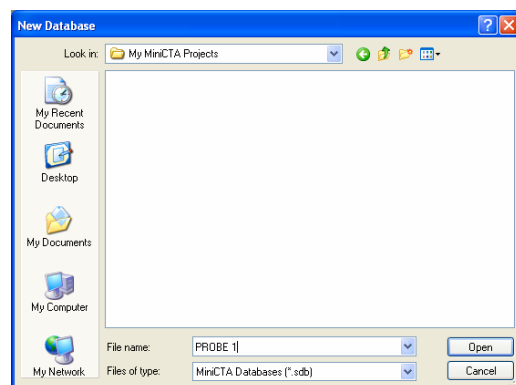 New Database
Look in: My MiniCTA Projects
My Recent
Documents
Desktop
My Documents
My Computer
My Network
File name: PROBE 1 Open
Files of type: MiniCTA Databases (*.sdb) Cancel